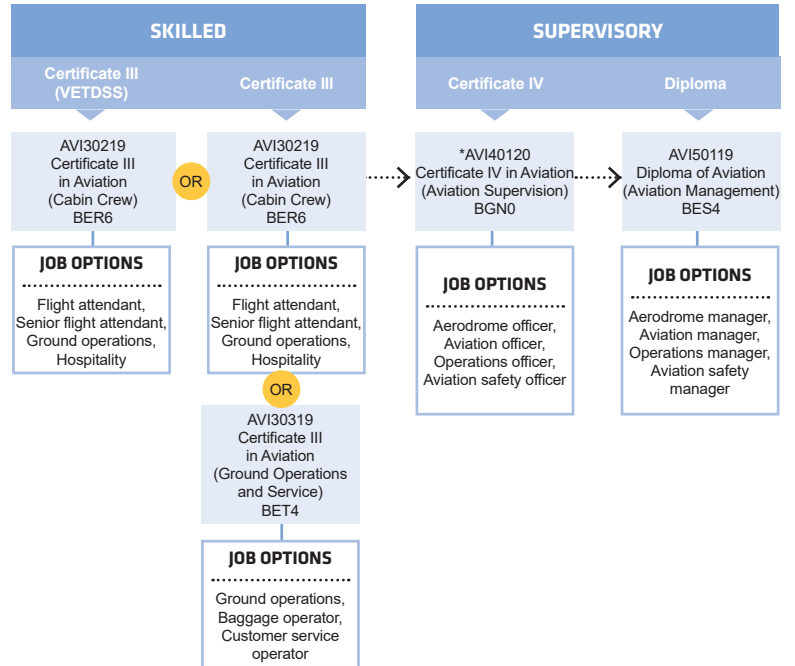 SKILLED
SUPERVISORY
Certificate III
(VETDSS)
Certificate III
Certificate IV
Diploma
AVI30219
Certificate III
in Aviation
(Cabin Crew)
BER6
OR
AVI30219
Certificate III
in Aviation
(Cabin Crew)
BER6
*AVI40120
Certificate IV in Aviation
(Aviation Supervision)
BGN0
AVI50119
Diploma of Aviation
(Aviation Management)
BES4
JOB OPTIONS
Flight attendant,
Senior flight attendant,
Ground operations,
Hospitality
JOB OPTIONS
Flight attendant,
Senior flight attendant,
Ground operations,
Hospitality
JOB OPTIONS
Aerodrome officer,
Aviation officer,
Operations officer,
Aviation safety officer
JOB OPTIONS
Aerodrome manager,
Aviation manager,
Operations manager,
Aviation safety
manager
OR
AVI30319
Certificate III
in Aviation
(Ground Operations
and Service)
BET4
JOB OPTIONS
Ground operations,
Baggage operator,
Customer service
operator